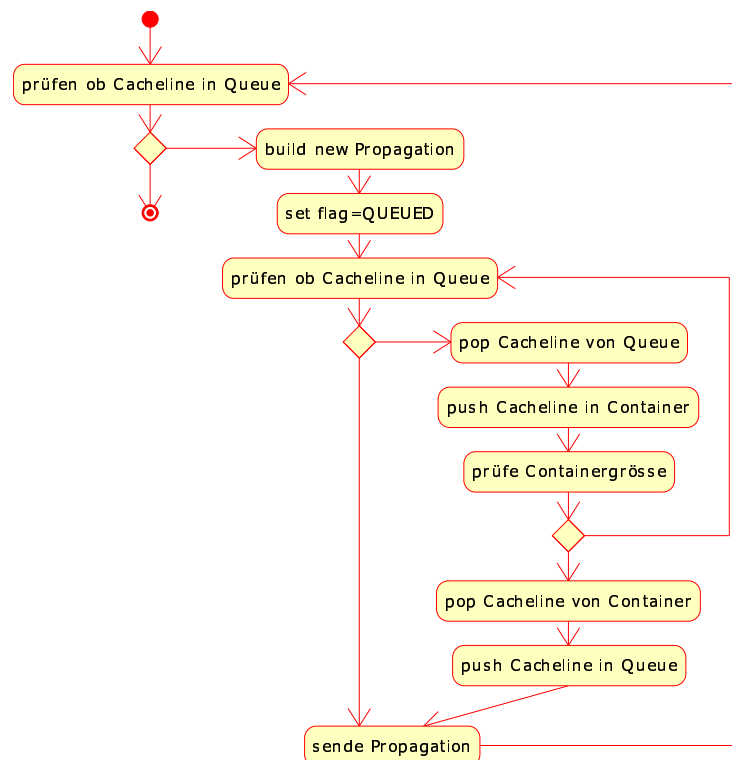 prüfen ob Cacheline in Queue
build new Propagation
set flag=QUEUED
prüfen ob Cacheline in Queue
pop Cacheline von Queue
push Cacheline in Container
prüfe Containergrösse
pop Cacheline von Container
push Cacheline in Queue
sende Propagation